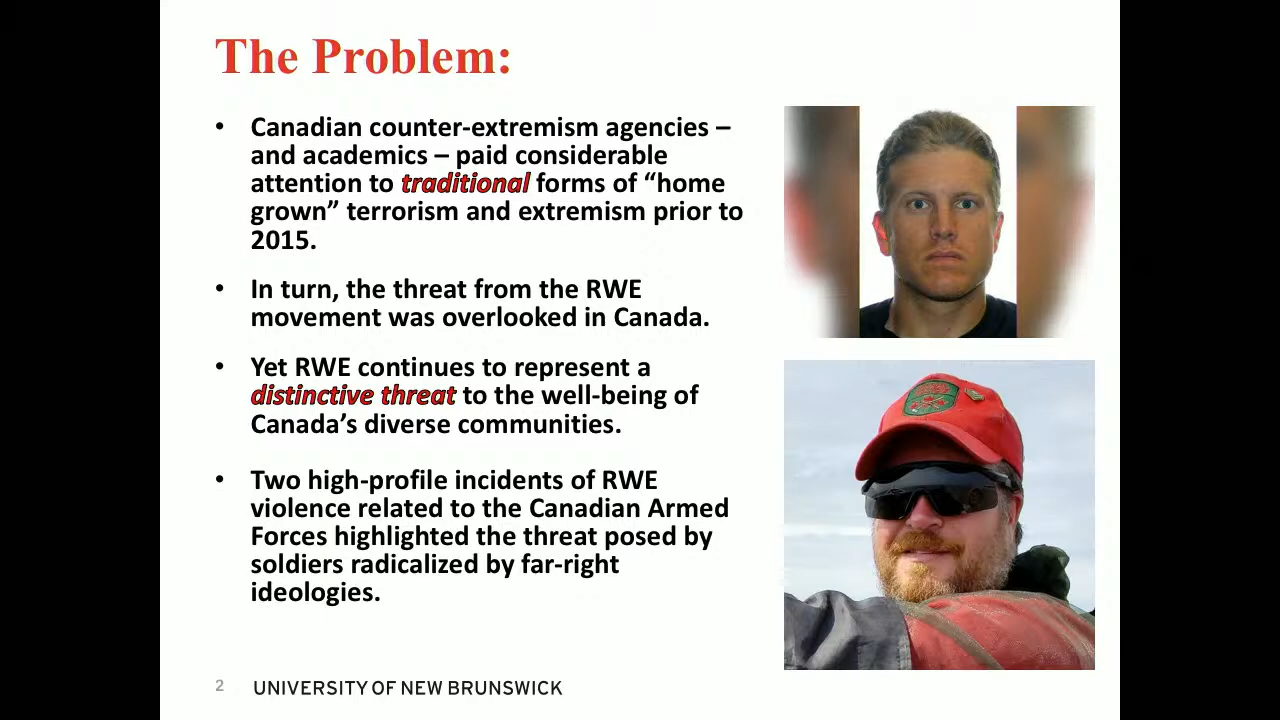 The Problem:
• Canadian counter-extremism agencies –
and academics – paid considerable
attention to traditional forms of “home
grown” terrorism and extremism prior to
2015.
• In turn, the threat from the RWE
movement was overlooked in Canada.
• Yet RWE continues to represent a
distinctive threat to the well-being of
Canada’s diverse communities.
• Two high-profile incidents of RWE
violence related to the Canadian Armed
Forces highlighted the threat posed by
soldiers radicalized by far-right
ideologies.
2 UNIVERSITY OF NEW BRUNSWICK